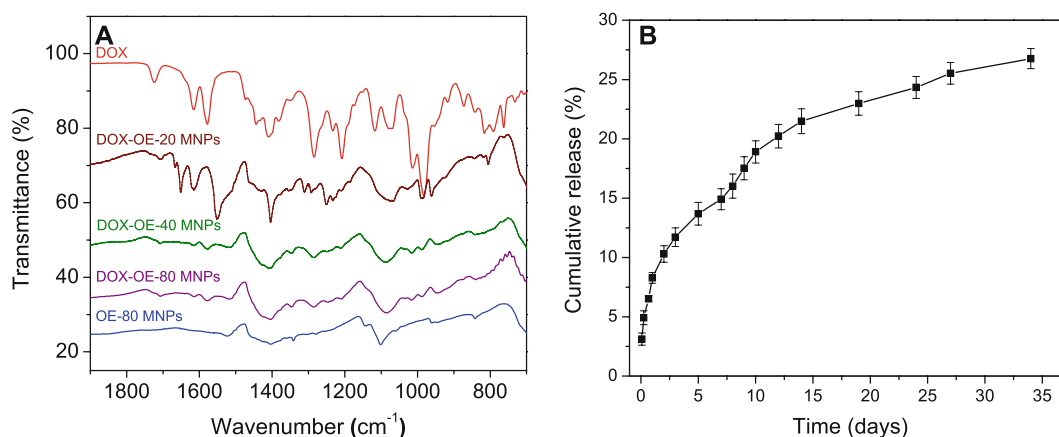 A
DOX
DOX-OE-20 MNPs
DOX-OE-40 MNPs
DOX-OE-80 MNPs
OE-80 MNPs
Transmittance (%)
100
80
60
40
20
1800 1600 1400 1200 1000 800
Wavenumber (cm⁻¹)
B
Cumulative release (%)
30
25
20
15
10
5
0
0 5 10 15 20 25 30 35
Time (days)